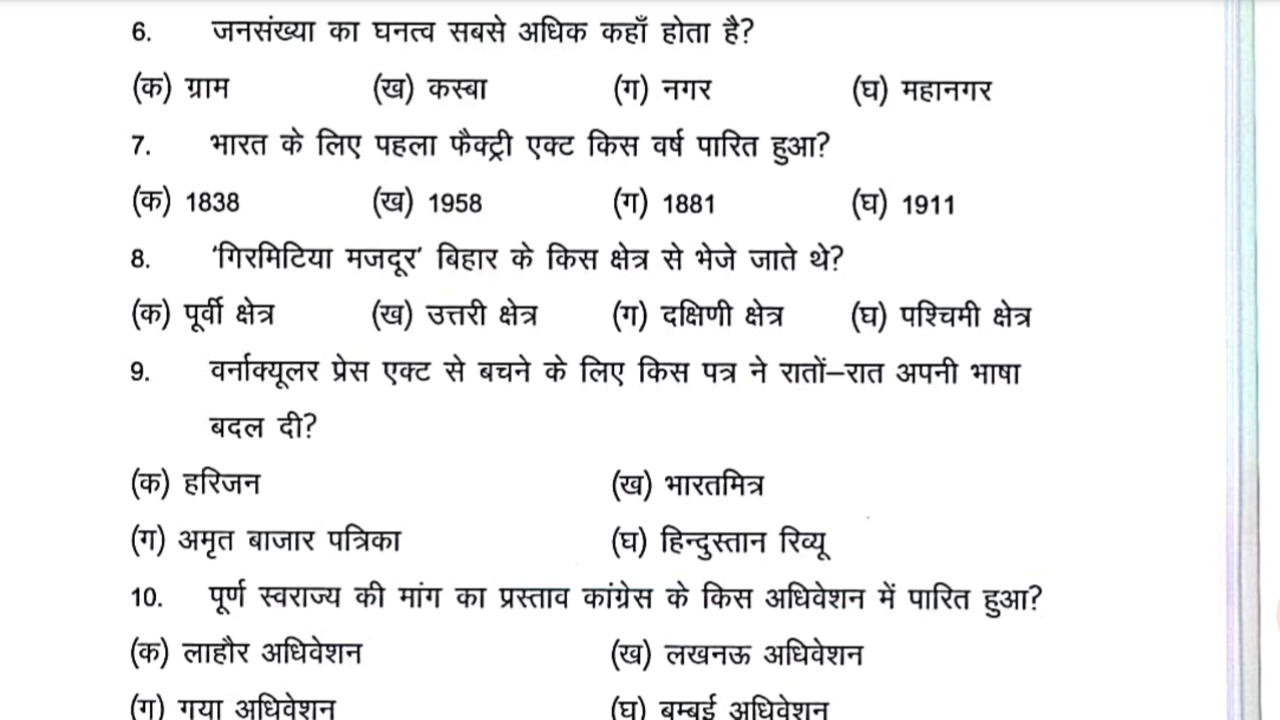 6. जनसंख्या का घनत्व सबसे अधिक कहाँ होता है?
(क) ग्राम (ख) कस्बा (ग) नगर (घ) महानगर
7. भारत के लिए पहला फैक्ट्री एक्ट किस वर्ष पारित हुआ?
(क) 1838 (ख) 1958 (ग) 1881 (घ) 1911
8. ‘गिरमिटिया मजदूर’ बिहार के किस क्षेत्र से भेजे जाते थे?
(क) पूर्वी क्षेत्र (ख) उत्तरी क्षेत्र (ग) दक्षिणी क्षेत्र (घ) पश्चिमी क्षेत्र
9. वर्नाक्यूलर प्रेस एक्ट से बचने के लिए किस पत्र ने रातों–रात अपनी भाषा
बदल दी?
(क) हरिजन (ख) भारतमित्र
(ग) अमृत बाजार पत्रिका (घ) हिन्दुस्तान रिव्यू
10. पूर्ण स्वराज्य की मांग का प्रस्ताव कांग्रेस के किस अधिवेशन में पारित हुआ?
(क) लाहौर अधिवेशन (ख) लखनऊ अधिवेशन
(ग) गया अधिवेशन (घ) बम्बई अधिवेशन